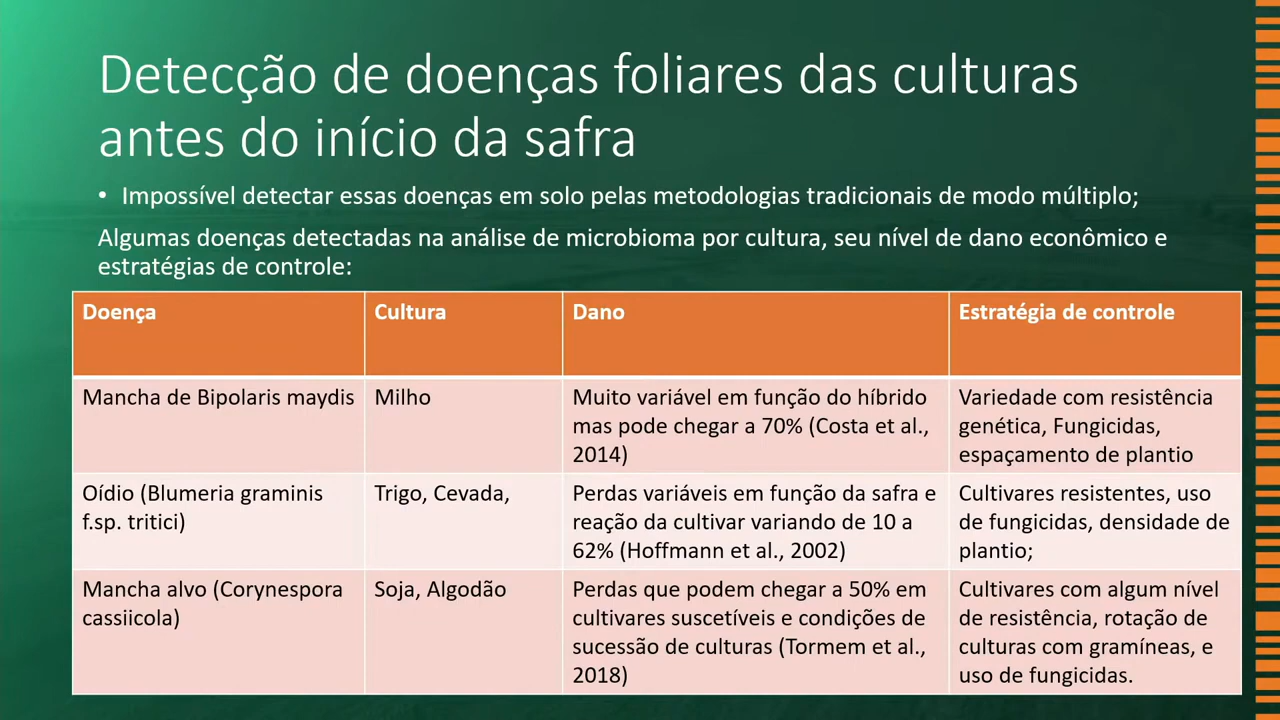 Detecção de doenças foliares das culturas
antes do início da safra
• Impossível detectar essas doenças em solo pelas metodologias tradicionais de modo múltiplo;
Algumas doenças detectadas na análise de microbioma por cultura, seu nível de dano econômico e
estratégias de controle:
Doença
Cultura
Dano
Estratégia de controle
Mancha de Bipolaris maydis
Milho
Muito variável em função do híbrido
mas pode chegar a 70% (Costa et al.,
2014)
Variedade com resistência
genética, Fungicidas,
espaçamento de plantio
Oídio (Blumeria graminis
f.sp. tritici)
Trigo, Cevada,
Perdas variáveis em função da safra e
reação da cultivar variando de 10 a
62% (Hoffmann et al., 2002)
Cultivares resistentes, uso
de fungicidas, densidade de
plantio;
Mancha alvo (Corynespora
cassiicola)
Soja, Algodão
Perdas que podem chegar a 50% em
cultivares suscetíveis e condições de
sucessão de culturas (Tormem et al.,
2018)
Cultivares com algum nível
de resistência, rotação de
culturas com gramíneas, e
uso de fungicidas.